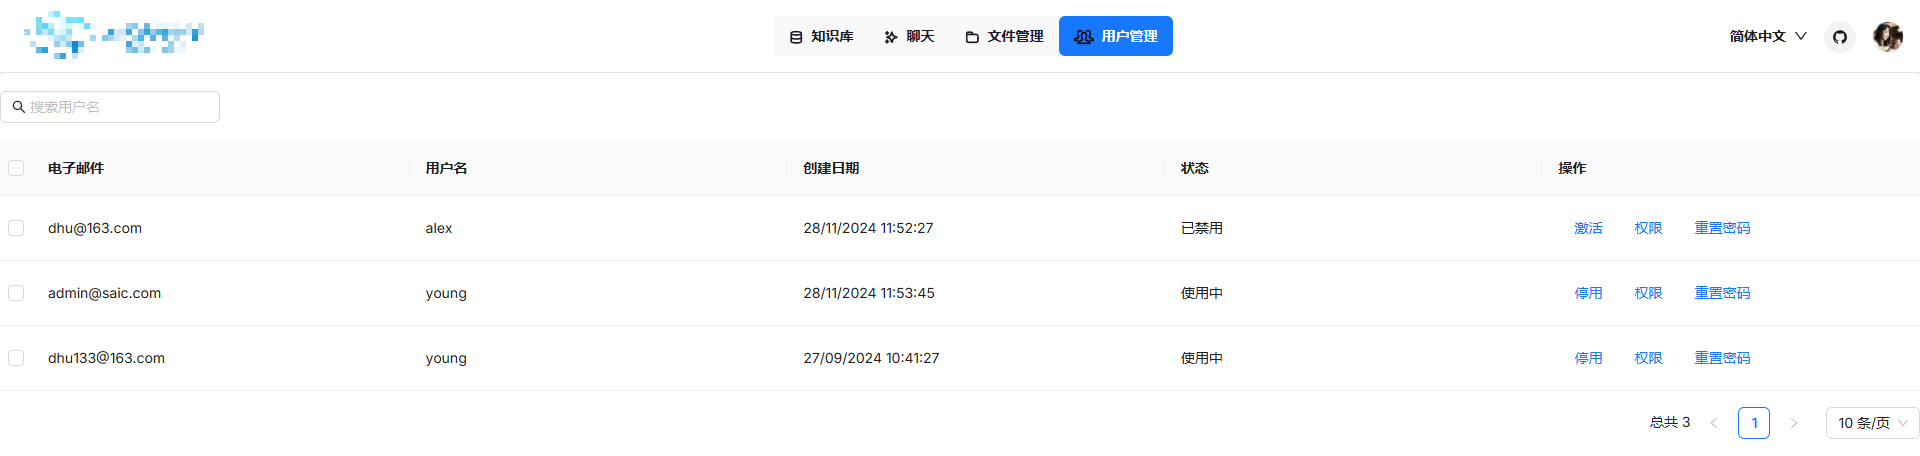 知识库 聊天 文件管理 用户管理 简体中文
搜索用户名
电子邮件 用户名 创建日期 状态 操作
dhu@163.com alex 28/11/2024 11:52:27 已禁用 激活 权限 重置密码
admin@saic.com young 28/11/2024 11:53:45 使用中 停用 权限 重置密码
dhu133@163.com young 27/09/2024 10:41:27 使用中 停用 权限 重置密码
总共 3 1 10 条/页